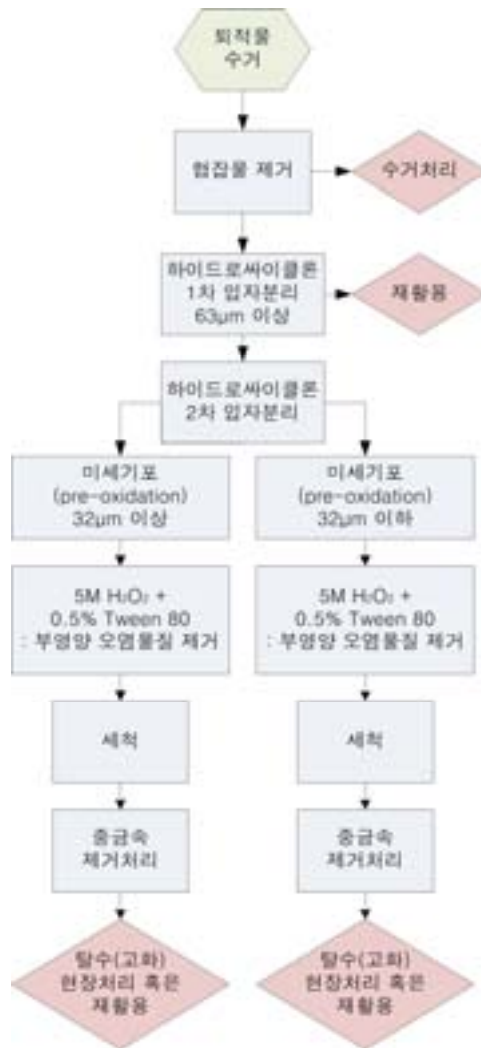 퇴적물
수거
협잡물 제거
수거처리
하이드로싸이클론
1차 입자분리
63μm 이상
재활용
하이드로싸이클론
2차 입자분리
미세기포
(pre-oxidation)
32μm 이상
미세기포
(pre-oxidation)
32μm 이하
5M H₂O₂ +
0.5% Tween 80
: 부영양 오염물질 제거
5M H₂O₂ +
0.5% Tween 80
: 부영양 오염물질 제거
세척
세척
중금속
제거처리
중금속
제거처리
탈수(고화)
현장처리 혹은
재활용
탈수(고화)
현장처리 혹은
재활용